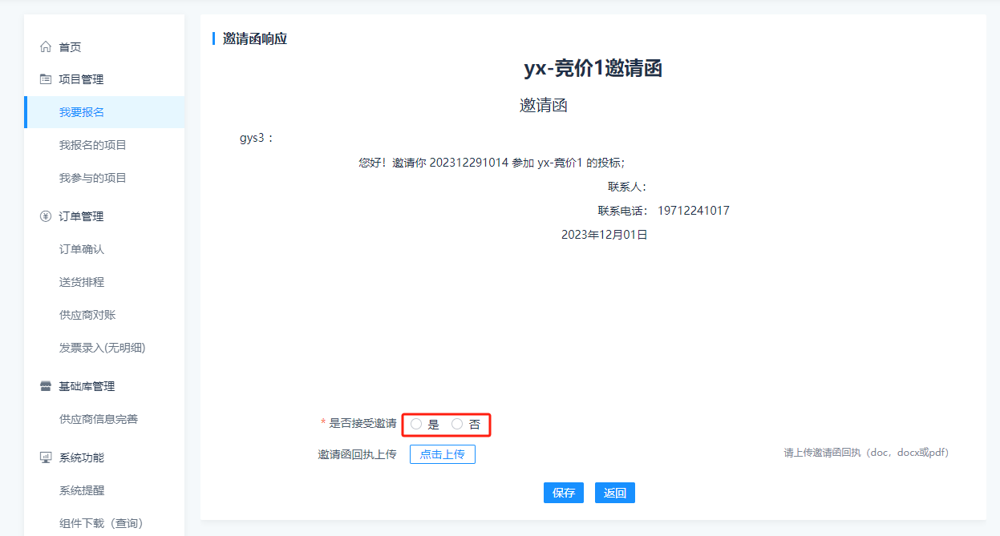 首页
项目管理
我要报名
我报名的项目
我参与的项目
订单管理
订单确认
送货排程
供应商对账
发票录入(无明细)
基础库管理
供应商信息完善
系统功能
系统提醒
组件下载（查询）
邀请函响应
yx-竞价1邀请函
邀请函
gys3：
您好！邀请你 202312291014 参加 yx-竞价1 的投标；
联系人：
联系电话： 19712241017
2023年12月01日
* 是否接受邀请 是 否
邀请函回执上传 点击上传 请上传邀请函回执（doc，docx或pdf）
保存 返回